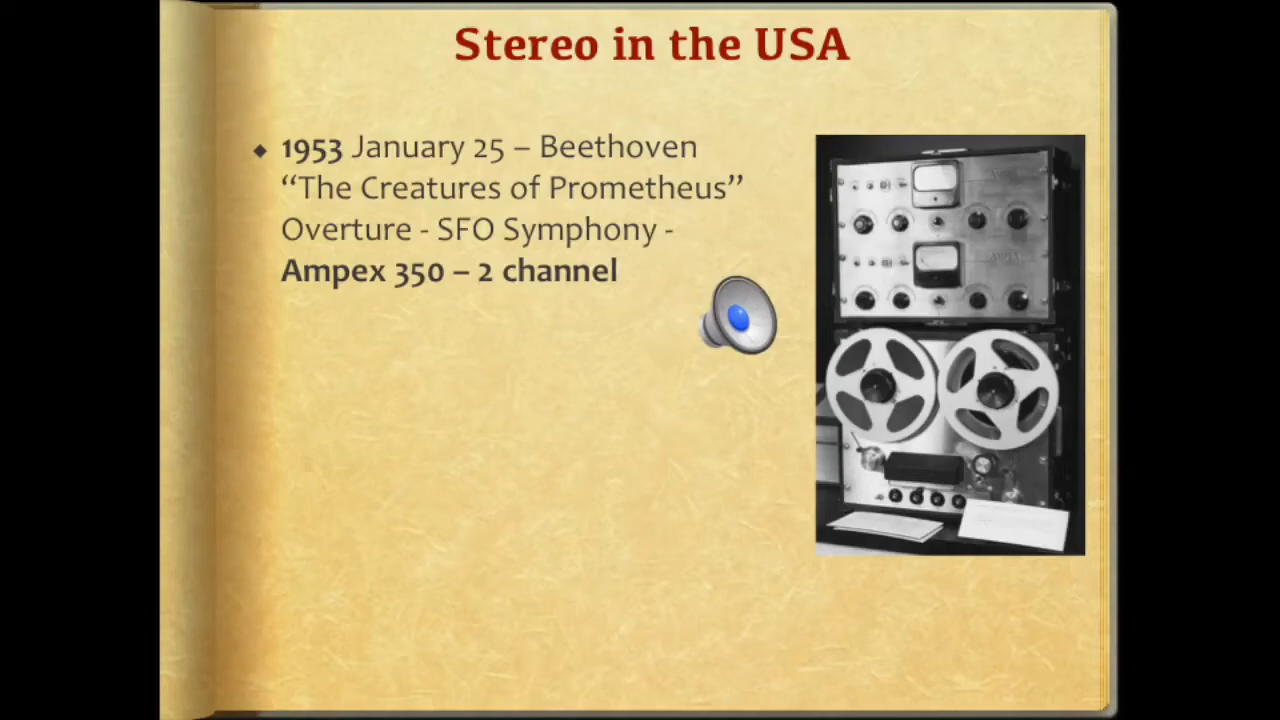 Stereo in the USA
◆ 1953 January 25 – Beethoven
“The Creatures of Prometheus”
Overture - SFO Symphony -
Ampex 350 – 2 channel